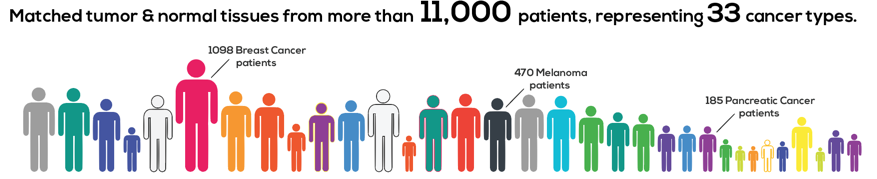 Matched tumor & normal tissues from more than 11,000 patients, representing 33 cancer types.
1098 Breast Cancer
patients
470 Melanoma
patients
185 Pancreatic Cancer
patients